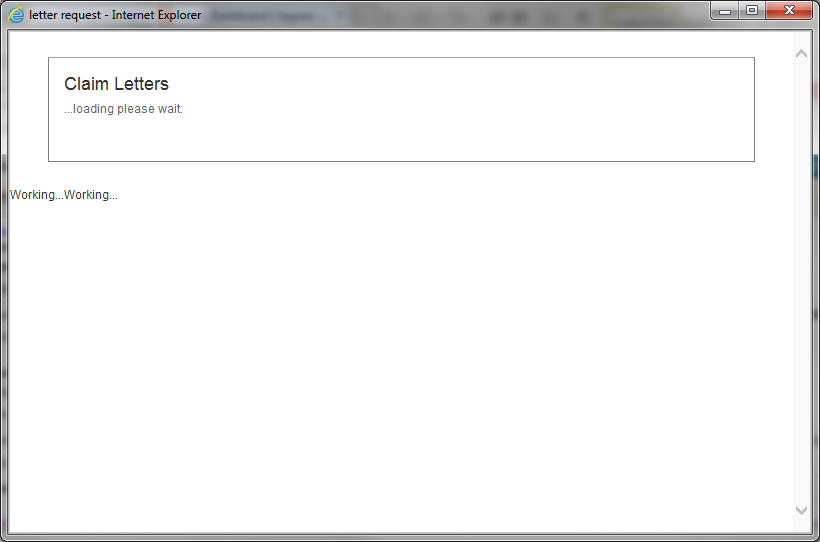 letter request - Internet Explorer
Claim Letters
...loading please wait.
Working...Working...